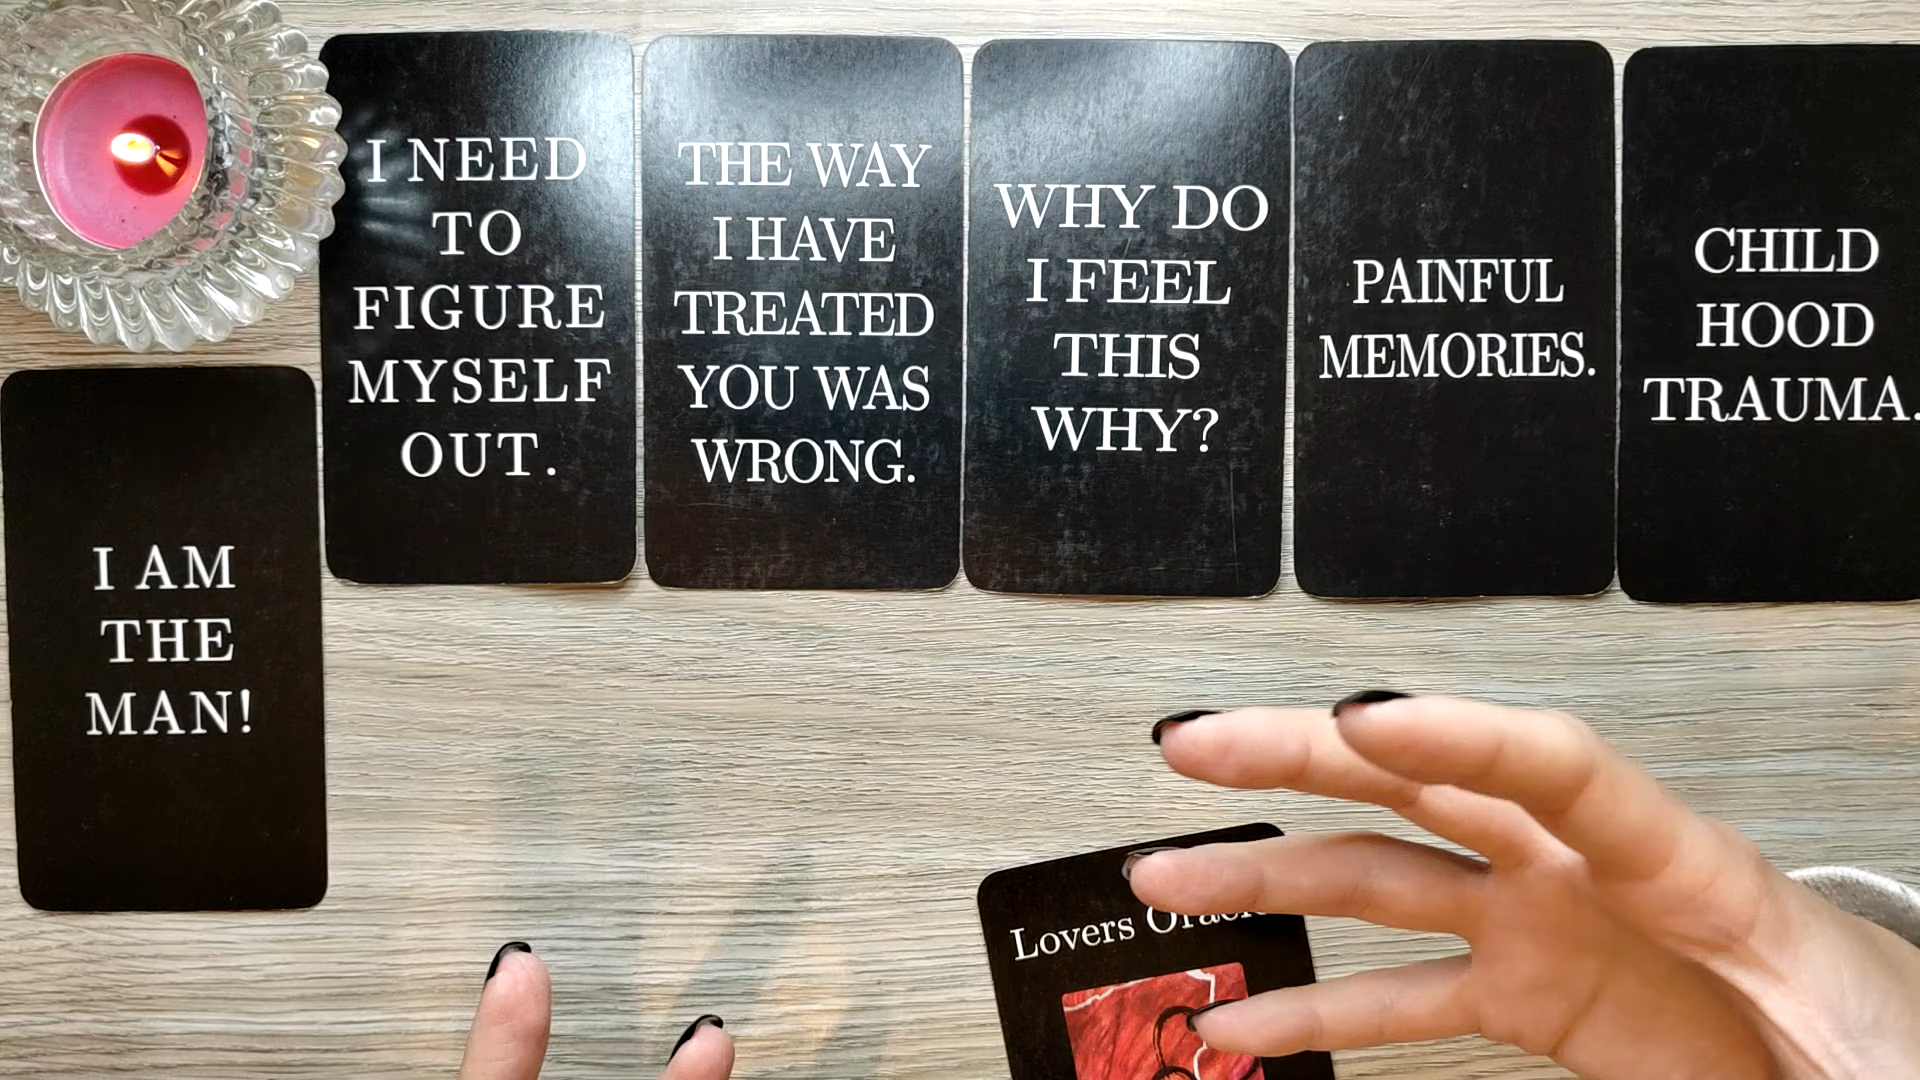 I NEED
TO
FIGURE
MYSELF
OUT.
THE WAY
I HAVE
TREATED
YOU WAS
WRONG.
WHY DO
I FEEL
THIS
WHY?
PAINFUL
MEMORIES.
CHILD
HOOD
TRAUMA.
I AM
THE
MAN!
Lovers